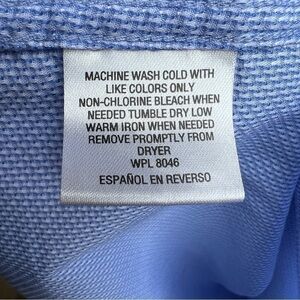 MACHINE WASH COLD WITH
LIKE COLORS ONLY
NON-CHLORINE BLEACH WHEN
NEEDED TUMBLE DRY LOW
WARM IRON WHEN NEEDED
REMOVE PROMPTLY FROM
DRYER
WPL 8046
ESPAÑOL EN REVERSO